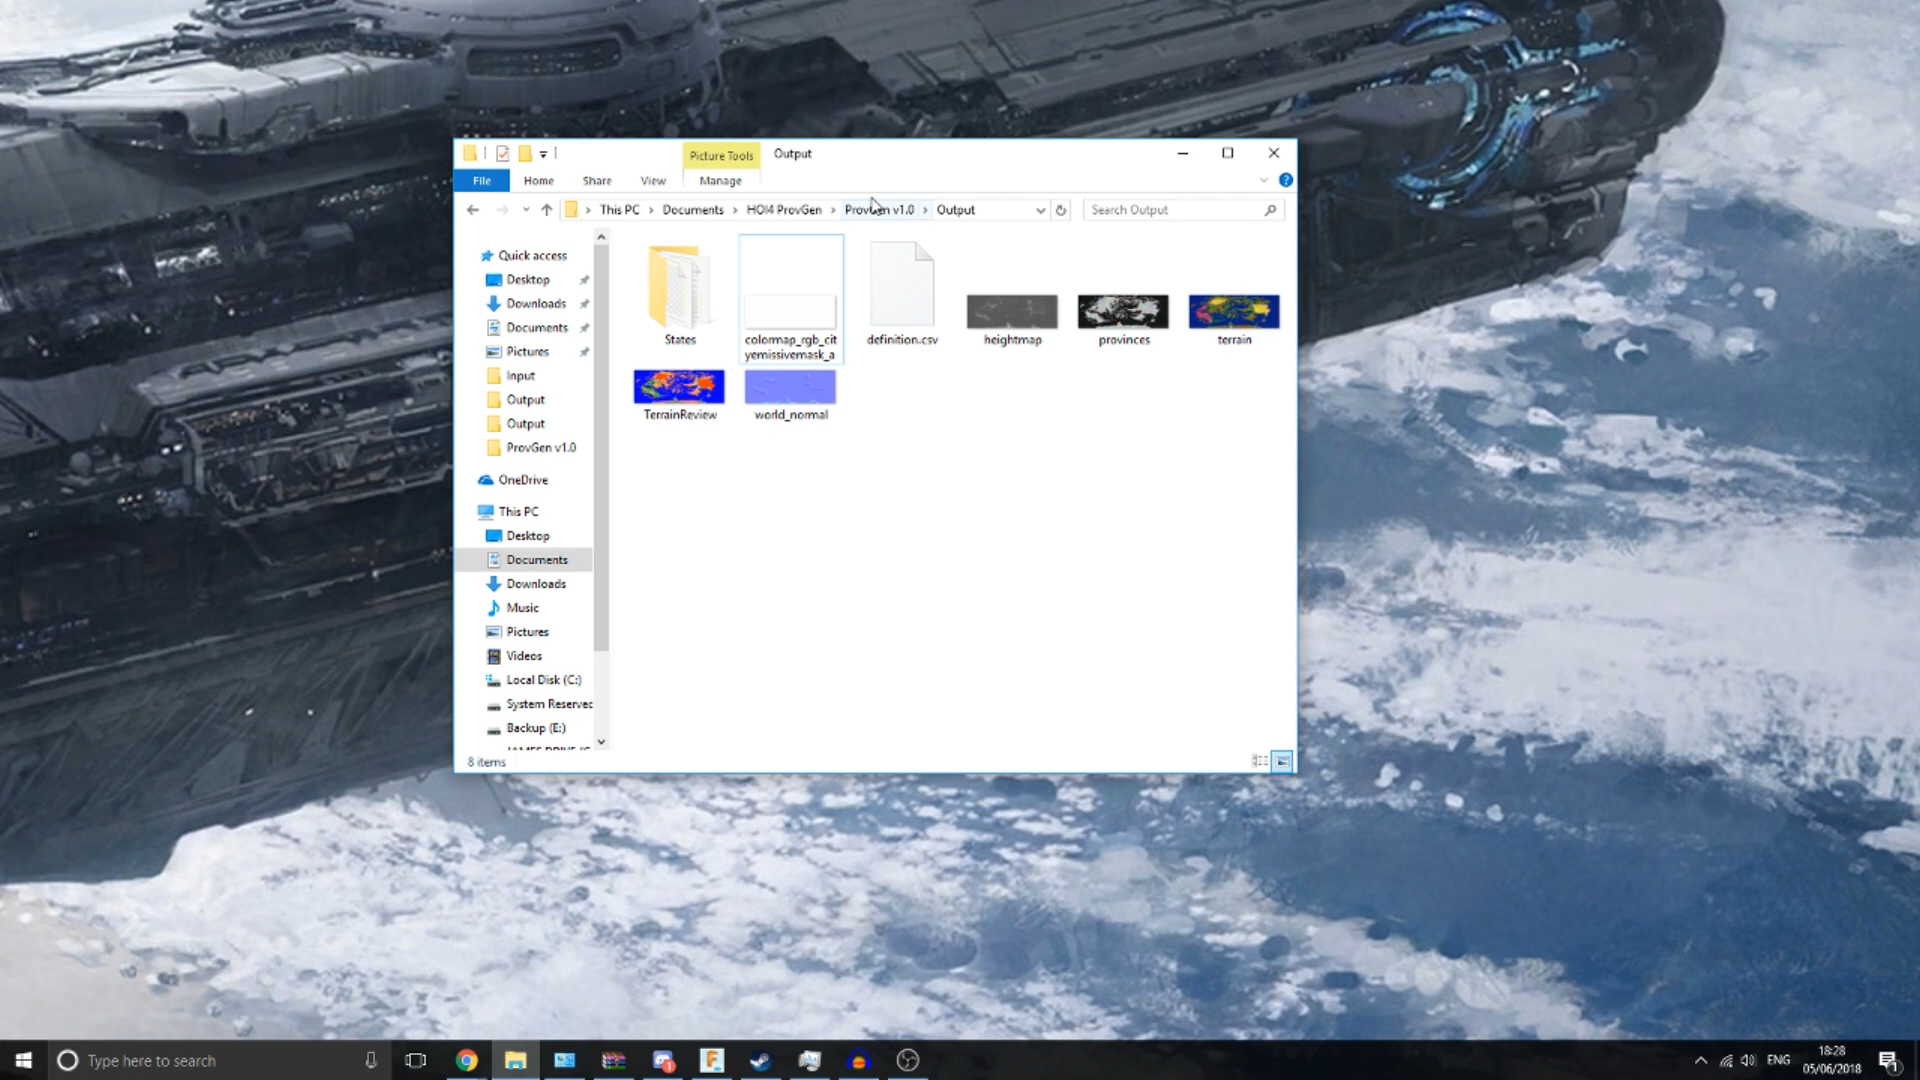 Picture Tools
Output
File
Home
Share
View
Manage
This PC
Documents
HOI4 ProvGen
ProvGen v1.0
Output
Search Output
Quick access
Desktop
Downloads
Documents
Pictures
Input
Output
Output
ProvGen v1.0
OneDrive
This PC
Desktop
Documents
Downloads
Music
Pictures
Videos
Local Disk (C:)
System Reserved
Backup (E:)
States
colormap_rgb_cit
yemissivemask_a
definition.csv
heightmap
provinces
terrain
TerrainReview
world_normal
8 items
Type here to search
ENG
18:28
05/06/2018
1